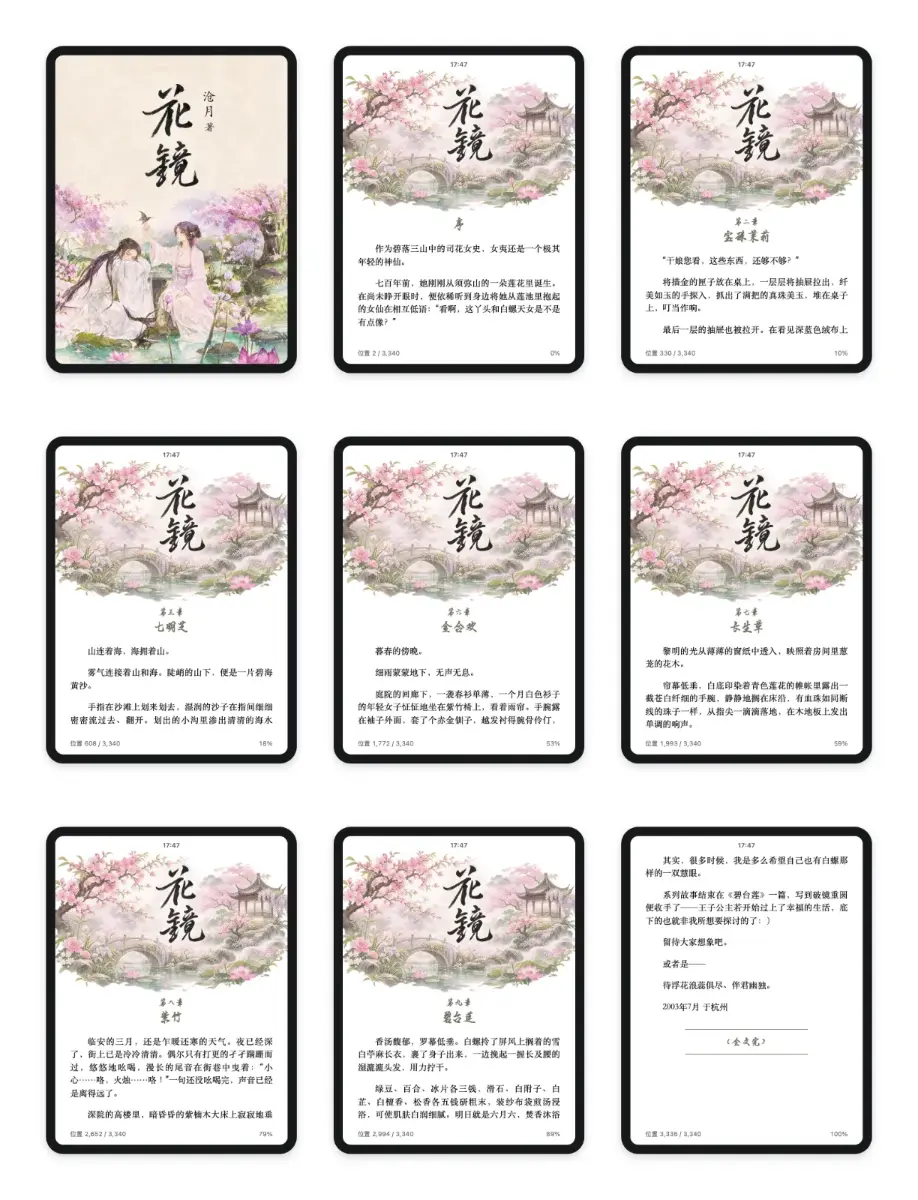 花镜
沧月 著
17:47
花镜
序
作为碧落三山中的司花女史，女夷还是一个极其
年轻的神仙。
七百年前，她刚刚从须弥山的一朵莲花里诞生。
在尚未睁开眼时，便依稀听到身边将她从莲池里抱起
的女仙在相互低语：“看啊，这丫头和白螺天女是不是
有点像？”
位置 2 / 3,340
0%
17:47
花镜
第二章
宝珠茉莉
“干娘您看，这些东西，还够不够？”
将描金的匣子放在桌上，一层层将抽屉拉出，纤
美如玉的手探入，抓出了满把的真珠美玉，堆在桌子
上，叮当作响。
最后一层的抽屉也被拉开。在看见深蓝色绒布上
位置 330 / 3,340
10%
17:47
花镜
第三章
七明芝
山连着海，海拥着山。
雾气连接着山和海。陡峭的山下，便是一片碧海
黄沙。
手指在沙滩上划来划去，湿润的沙子在指间细细
密密流过去、翻开。划出的小沟里渗出清清的海水
位置 608 / 3,340
18%
17:47
花镜
第六章
金合欢
暮春的傍晚。
细雨蒙蒙地下，无声无息。
庭院的回廊下，一袭春衫单薄，一个月白色衫子
的年轻女子怔怔地坐在紫竹椅上，看着雨帘。手腕露
在袖子外面，套了个赤金钏子，越发衬得腕骨伶仃，
位置 1,772 / 3,340
53%
17:47
花镜
第七章
长生草
黎明的光从薄薄的窗纸中透入，映照着房间里葱
茏的花木。
帘幕低垂，白底印染着青色莲花的帷帐里露出一
截苍白纤细的手腕，静静地搁在床沿，有血珠如同断
线的珠子一样，从指尖一滴滴落地，在木地板上发出
单调的响声。
位置 1,993 / 3,340
59%
17:47
花镜
第八章
紫竹
临安的三月，还是乍暖还寒的天气。夜已经深
了、街上已是冷冷清清。偶尔只有打更的孑孑蹒跚而
过，悠悠地吆喝，漫长的尾音在街巷中曳着：“小
心……咯，火烛……咯！”一句还没吆喝完，声音已经
是离得远了。
深院的高楼里，暗昏昏的紫楠木大床上寂寂地垂
位置 2,652 / 3,340
79%
17:47
花镜
第九章
碧台莲
香汤馥郁，罗幕低垂。白螺拎了屏风上搁着的雪
白苎麻长衣，裹了身子出来，一边挽起一握长及腰的
湿漉漉头发，用力拧干。
绿豆、百合、冰片各三钱，滑石、白附子、白
芷、白檀香、松香各五钱研粗末，装纱布袋煎汤浸
浴，可使肌肤白润细腻。明日就是六月六，焚香沐浴
位置 2,994 / 3,340
89%
17:47
其实，很多时候，我是多么希望自己也有白螺那
样的一双慧眼。
系列故事结束在《碧台莲》一篇，写到破镜重圆
便收手了——王子公主若开始过上了幸福的生活，底
下的也就非我所想要探讨的了：）
留待大家想象吧。
或者是——
待浮花浪蕊俱尽、伴君幽独。
2003年7月 于杭州
（全文完）
位置 3,336 / 3,340
100%